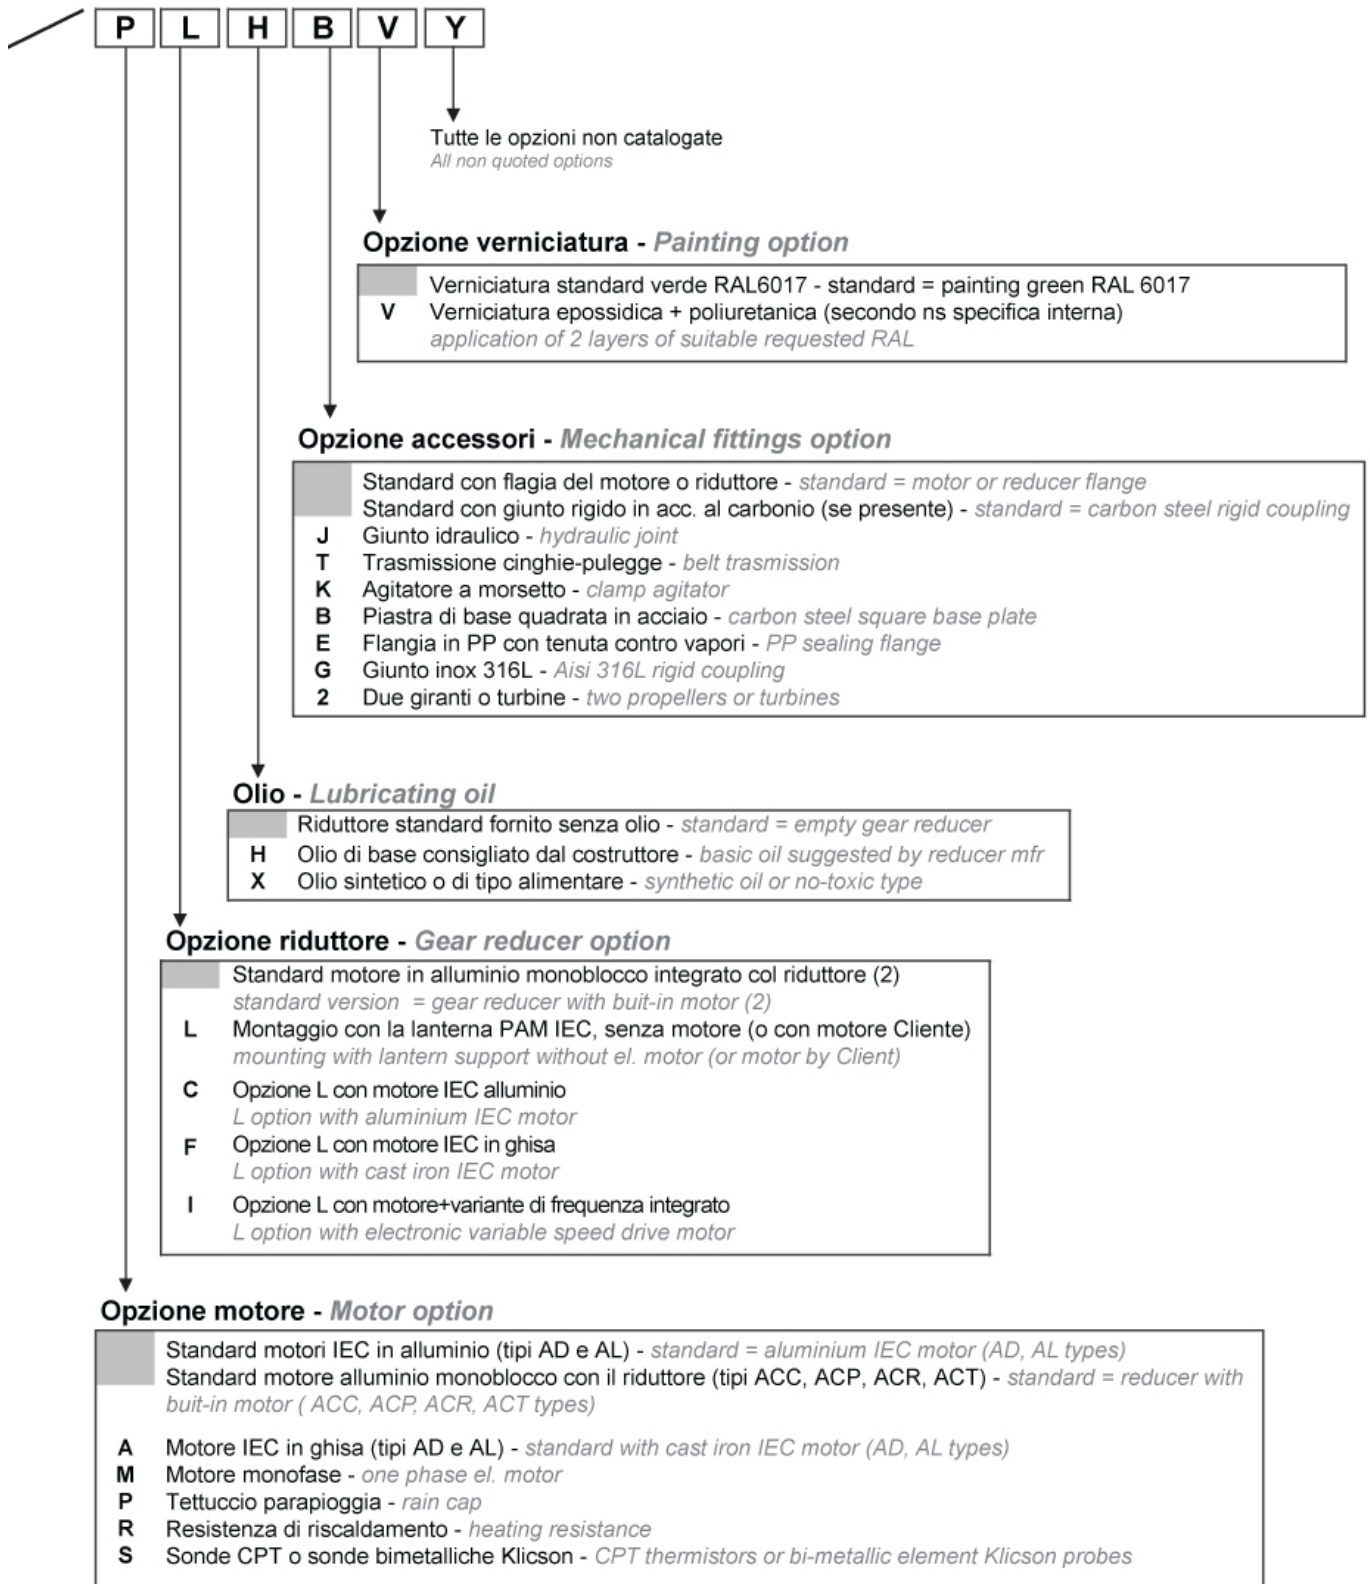 P L H B V Y
Tutte le opzioni non catalogate
All non quoted options
Opzione verniciatura - Painting option
Verniciatura standard verde RAL6017 - standard = painting green RAL 6017
V Verniciatura epossidica + poliuretanica (secondo ns specifica interna)
application of 2 layers of suitable requested RAL
Opzione accessori - Mechanical fittings option
Standard con flagia del motore o riduttore - standard = motor or reducer flange
Standard con giunto rigido in acc. al carbonio (se presente) - standard = carbon steel rigid coupling
J Giunto idraulico - hydraulic joint
T Trasmissione cinghie-pulegge - belt trasmission
K Agitatore a morsetto - clamp agitator
B Piastra di base quadrata in acciaio - carbon steel square base plate
E Flangia in PP con tenuta contro vapori - PP sealing flange
G Giunto inox 316L - Aisi 316L rigid coupling
2 Due giranti o turbine - two propellers or turbines
Olio - Lubricating oil
Riduttore standard fornito senza olio - standard = empty gear reducer
H Olio di base consigliato dal costruttore - basic oil suggested by reducer mfr
X Olio sintetico o di tipo alimentare - synthetic oil or no-toxic type
Opzione riduttore - Gear reducer option
Standard motore in alluminio monoblocco integrato col riduttore (2)
standard version = gear reducer with buit-in motor (2)
L Montaggio con la lanterna PAM IEC, senza motore (o con motore Cliente)
mounting with lantern support without el. motor (or motor by Client)
C Opzione L con motore IEC alluminio
L option with aluminium IEC motor
F Opzione L con motore IEC in ghisa
L option with cast iron IEC motor
I Opzione L con motore+variante di frequenza integrato
L option with electronic variable speed drive motor
Opzione motore - Motor option
Standard motori IEC in alluminio (tipi AD e AL) - standard = aluminium IEC motor (AD, AL types)
Standard motore alluminio monoblocco con il riduttore (tipi ACC, ACP, ACR, ACT) - standard = reducer with
buit-in motor ( ACC, ACP, ACR, ACT types)
A Motore IEC in ghisa (tipi AD e AL) - standard with cast iron IEC motor (AD, AL types)
M Motore monofase - one phase el. motor
P Tettuccio parapioggia - rain cap
R Resistenza di riscaldamento - heating resistance
S Sonde CPT o sonde bimetalliche Klicson - CPT thermistors or bi-metallic element Klicson probes